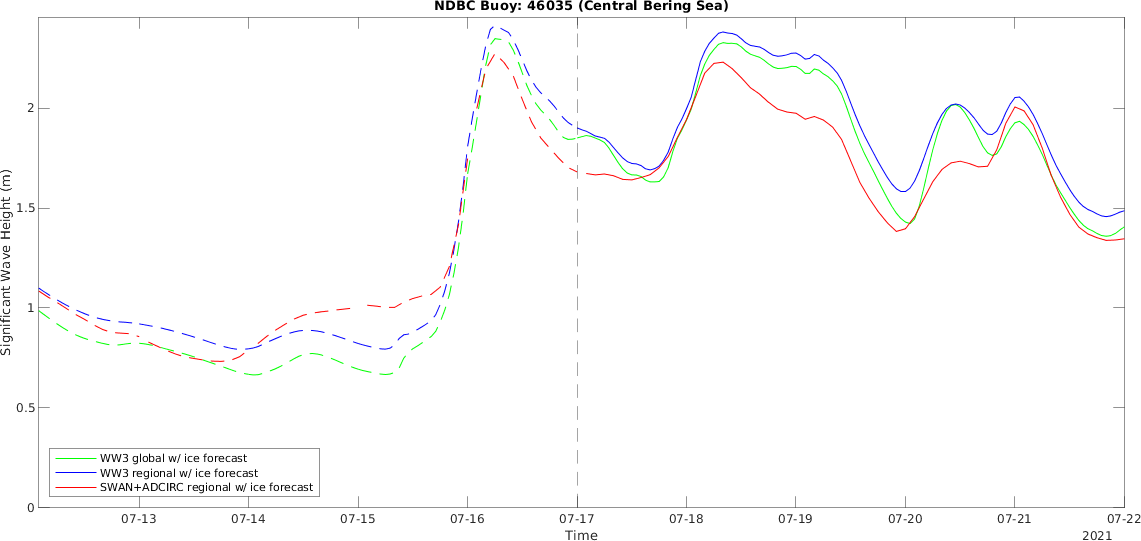 NDBC Buoy: 46035 (Central Bering Sea)
Significant Wave Height (m)
2
1.5
1
0.5
0
WW3 global w/ ice forecast
WW3 regional w/ ice forecast
SWAN+ADCIRC regional w/ ice forecast
07-13 07-14 07-15 07-16 07-17 07-18 07-19 07-20 07-21 07-22
Time
2021